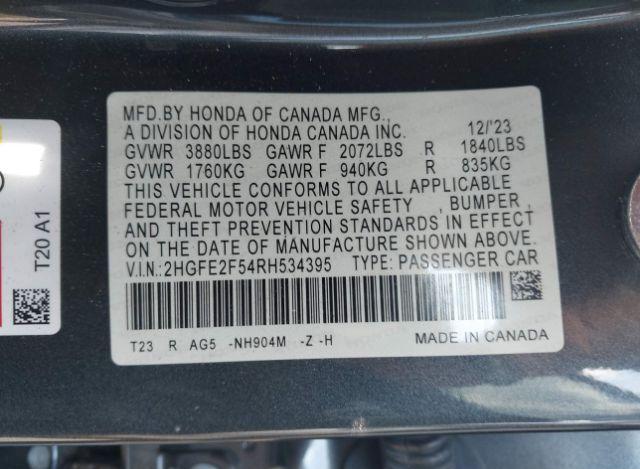 MFD.BY HONDA OF CANADA MFG.,
A DIVISION OF HONDA CANADA INC. 12/'23
GVWR 3880LBS GAWR F 2072LBS R 1840LBS
GVWR 1760KG GAWR F 940KG R 835KG
THIS VEHICLE CONFORMS TO ALL APPLICABLE
FEDERAL MOTOR VEHICLE SAFETY , BUMPER ,
AND THEFT PREVENTION STANDARDS IN EFFECT
ON THE DATE OF MANUFACTURE SHOWN ABOVE.
V.I.N.: 2HGFE2F54RH534395 TYPE: PASSENGER CAR
T23 R AG5 -NH904M -Z -H MADE IN CANADA
T20 A1